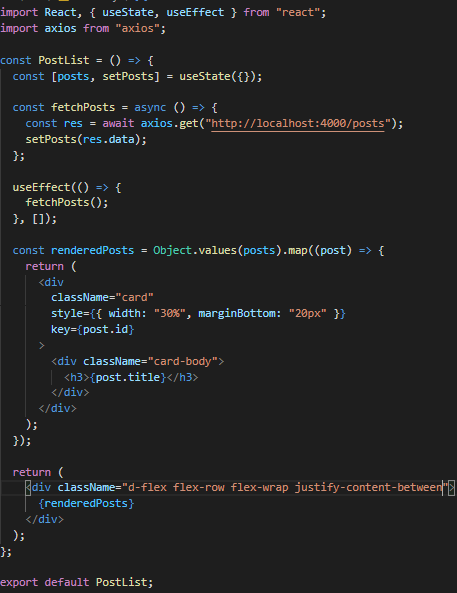 import React, { useState, useEffect } from "react";
import axios from "axios";

const PostList = () => {
  const [posts, setPosts] = useState({});

  const fetchPosts = async () => {
    const res = await axios.get("http://localhost:4000/posts");
    setPosts(res.data);
  };

  useEffect(() => {
    fetchPosts();
  }, []);

  const renderedPosts = Object.values(posts).map((post) => {
    return (
      <div
        className="card"
        style={{ width: "30%", marginBottom: "20px" }}
        key={post.id}
      >
        <div className="card-body">
          <h3>{post.title}</h3>
        </div>
      </div>
    );
  });

  return (
    <div className="d-flex flex-row flex-wrap justify-content-between">
      {renderedPosts}
    </div>
  );
};

export default PostList;